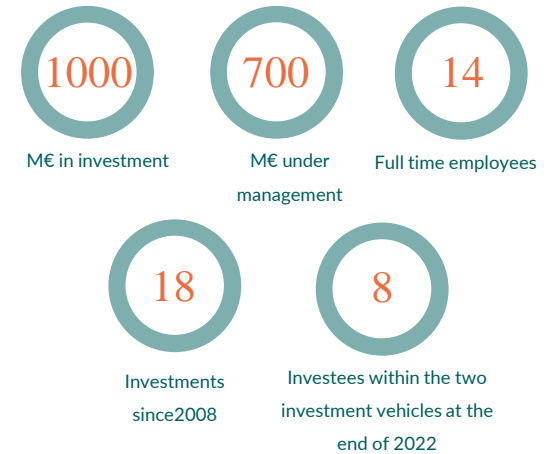 1000
M€ in investment
700
M€ under
management
14
Full time employees
18
Investments
since2008
8
Investees within the two
investment vehicles at the
end of 2022